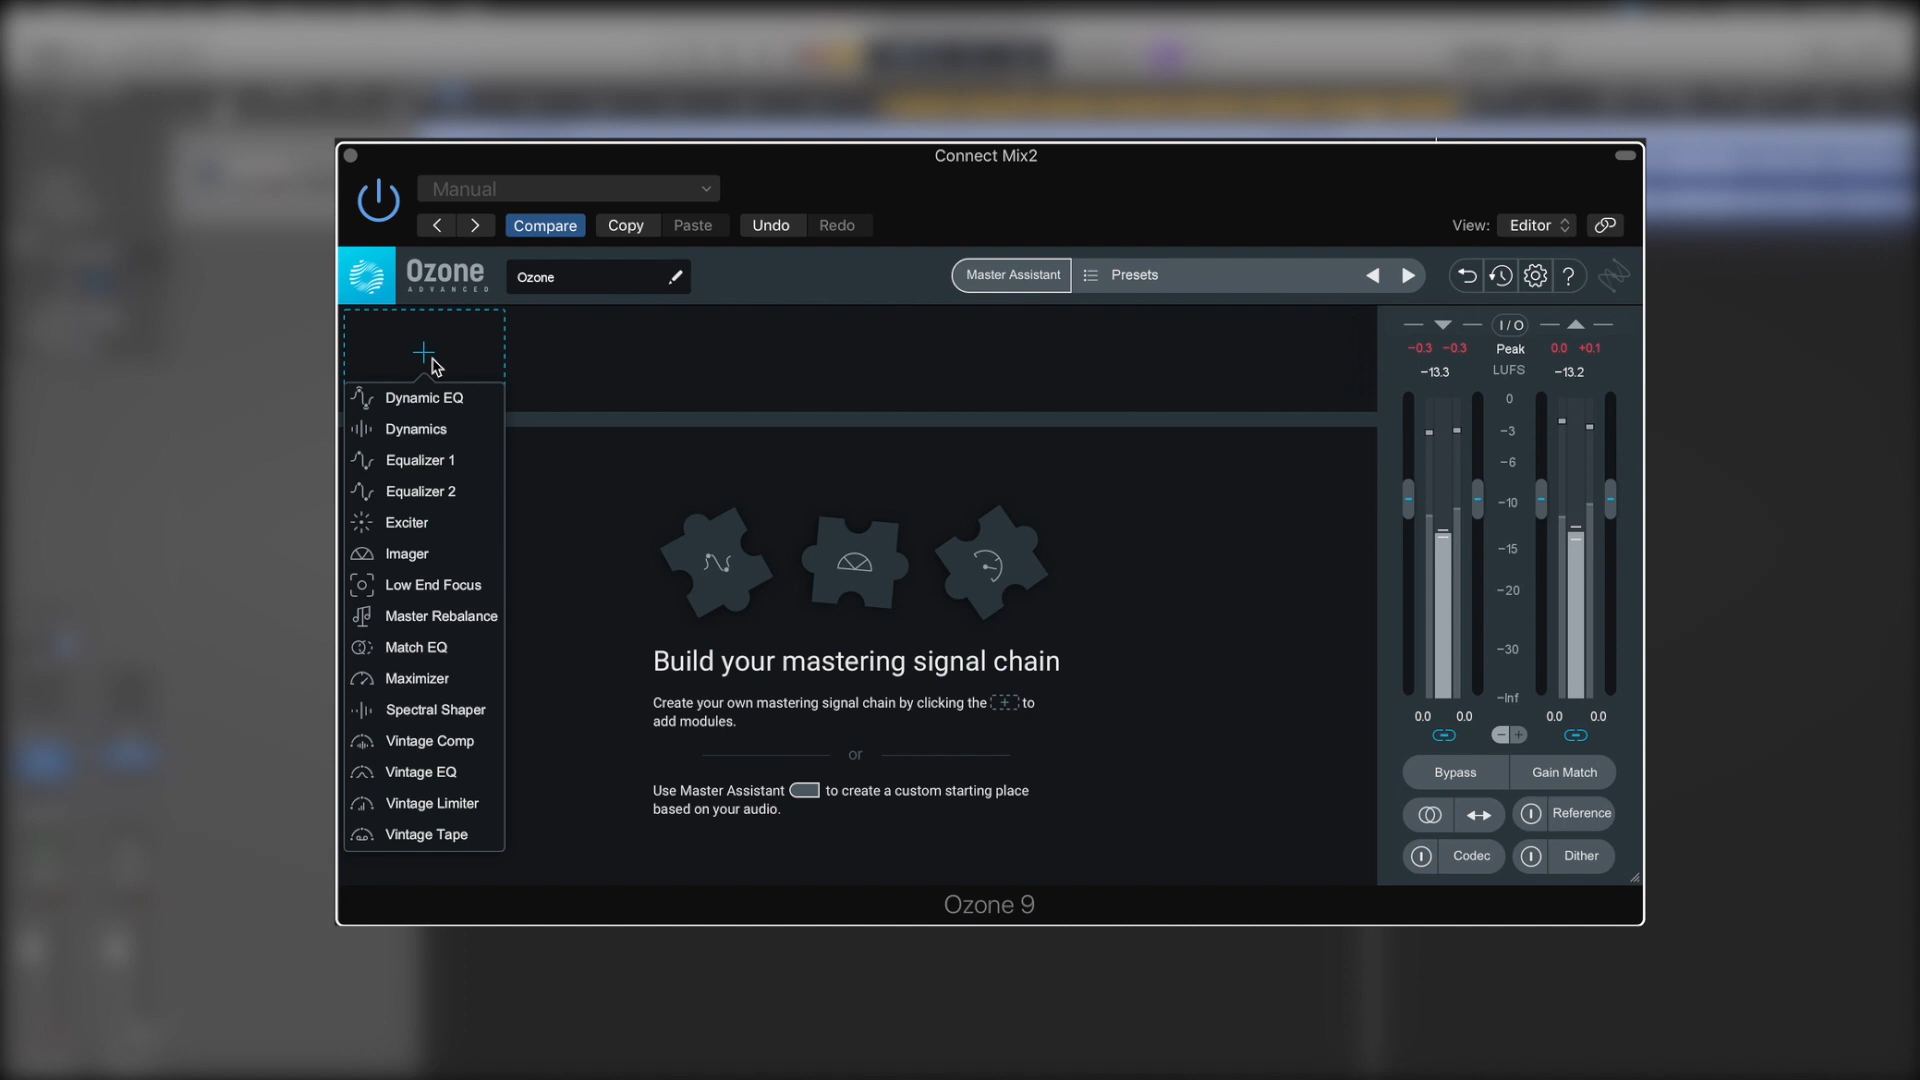 Connect Mix2
Manual
Compare Copy Paste Undo Redo
View: Editor
Ozone
ADVANCED
Ozone
Master Assistant
Presets
?
Dynamic EQ
Dynamics
Equalizer 1
Equalizer 2
Exciter
Imager
Low End Focus
Master Rebalance
Match EQ
Maximizer
Spectral Shaper
Vintage Comp
Vintage EQ
Vintage Limiter
Vintage Tape
Build your mastering signal chain
Create your own mastering signal chain by clicking the + to
add modules.
or
Use Master Assistant to create a custom starting place
based on your audio.
I/O
-0.3 -0.3 Peak 0.0 +0.1
-13.3 LUFS -13.2
0
-3
-6
-10
-15
-20
-30
-Inf
0.0 0.0 0.0 0.0
Bypass Gain Match
Reference
Codec Dither
Ozone 9